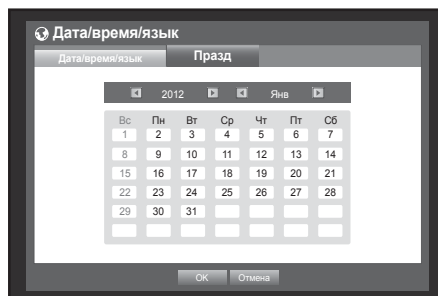 Дата/время/язык
Дата/время/язык Празд
2012 Янв
Вс Пн Вт Ср Чт Пт Сб
1 2 3 4 5 6 7
8 9 10 11 12 13 14
15 16 17 18 19 20 21
22 23 24 25 26 27 28
29 30 31
OK Отмена